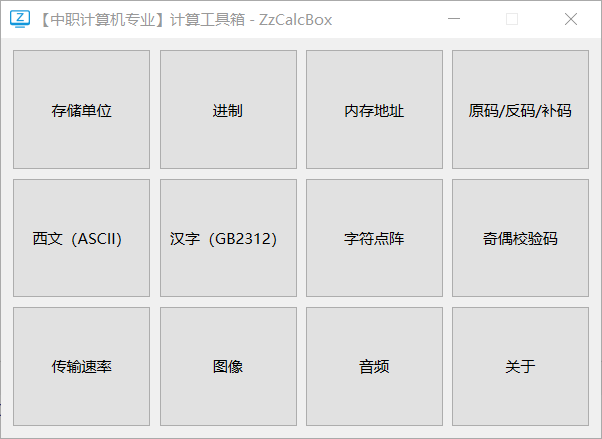 【中职计算机专业】计算工具箱 - ZzCalcBox
存储单位
进制
内存地址
原码/反码/补码
西文（ASCII）
汉字（GB2312）
字符点阵
奇偶校验码
传输速率
图像
音频
关于